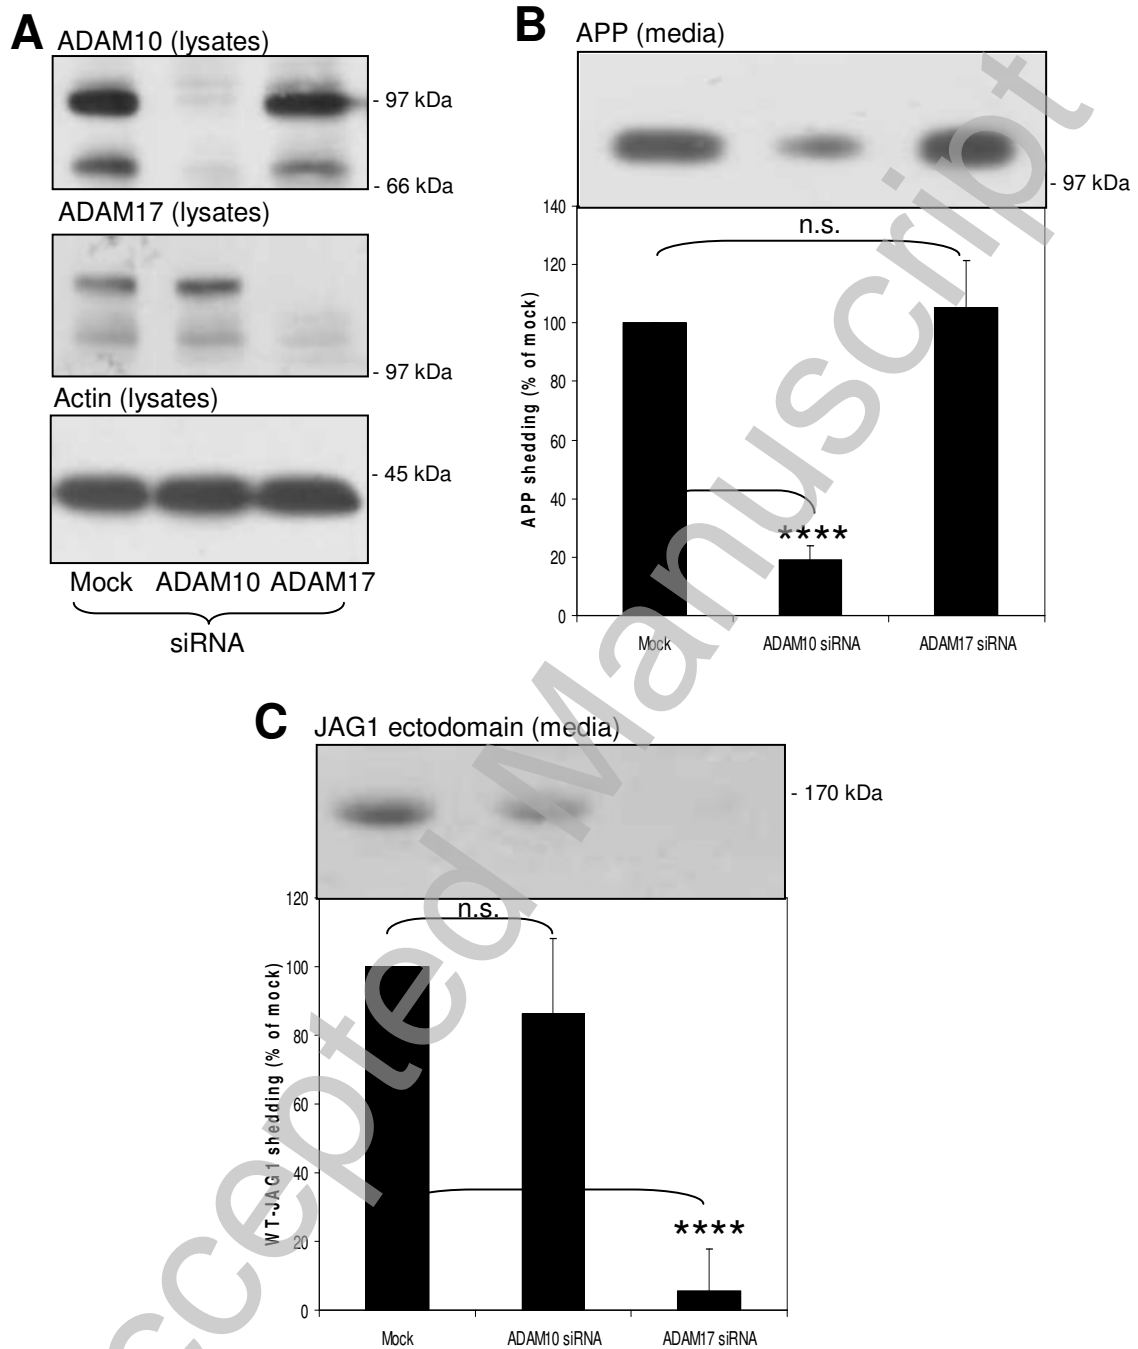 A
ADAM10 (lysates)
- 97 kDa
- 66 kDa
ADAM17 (lysates)
- 97 kDa
Actin (lysates)
- 45 kDa
Mock ADAM10 ADAM17
siRNA
B
APP (media)
- 97 kDa
n.s.
140
120
100
80
60
40
20
0
APP shedding (% of mock)
****
Mock ADAM10 siRNA ADAM17 siRNA
C
JAG1 ectodomain (media)
- 170 kDa
n.s.
120
100
80
60
40
20
0
WT-JAG1 shedding (% of mock)
****
Mock ADAM10 siRNA ADAM17 siRNA
ccepted Manuscript